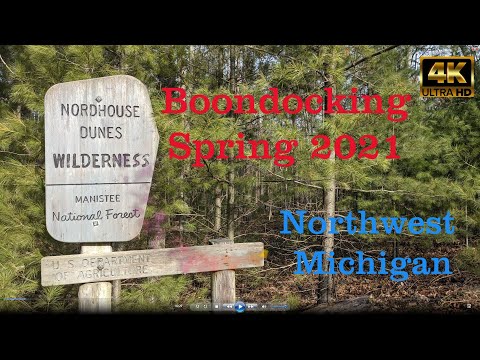 NORDHOUSE
DUNES
WILDERNESS
MANISTEE
National Forest
U.S. DEPARTMENT
OF AGRICULTURE
Boondocking
Spring 2021
Northwest
Michigan
4K
ULTRA HD